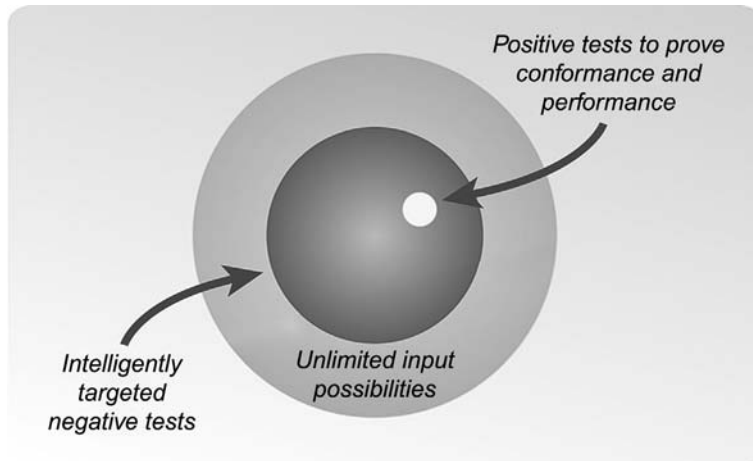 Positive tests to prove
conformance and
performance
Intelligently
targeted
negative tests
Unlimited input
possibilities